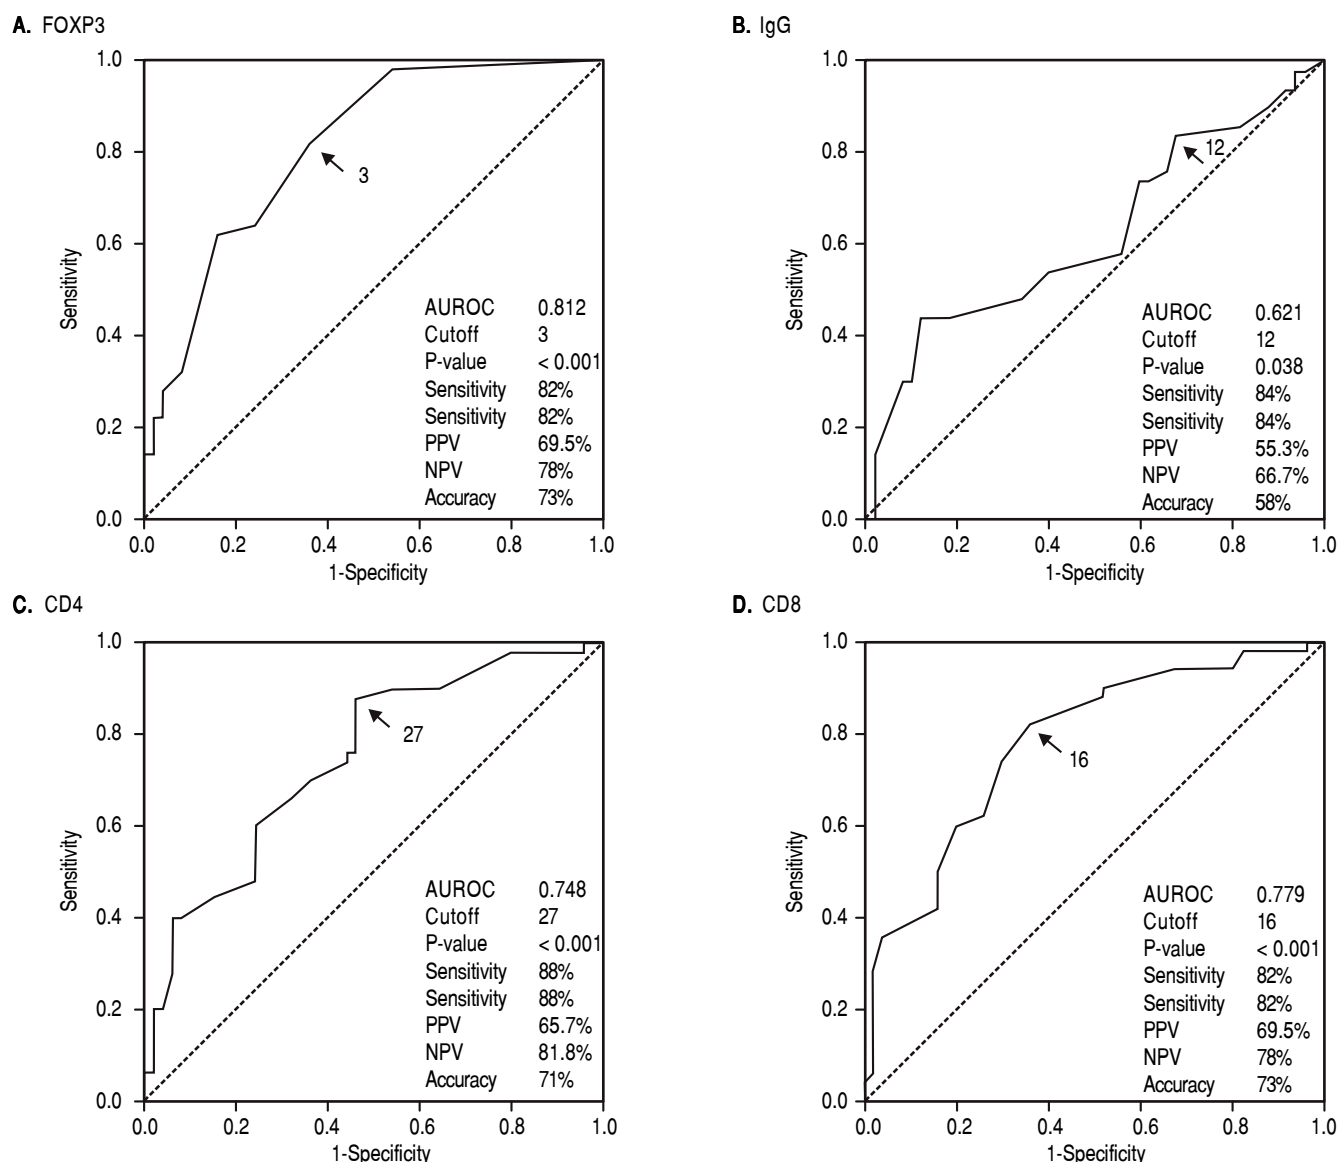 A. FOXP3
1.0
0.8
0.6
0.4
0.2
0.0
Sensitivity
3
AUROC 0.812
Cutoff 3
P-value < 0.001
Sensitivity 82%
Sensitivity 82%
PPV 69.5%
NPV 78%
Accuracy 73%
0.0 0.2 0.4 0.6 0.8 1.0
1-Specificity
B. IgG
1.0
0.8
0.6
0.4
0.2
0.0
Sensitivity
12
AUROC 0.621
Cutoff 12
P-value 0.038
Sensitivity 84%
Sensitivity 84%
PPV 55.3%
NPV 66.7%
Accuracy 58%
0.0 0.2 0.4 0.6 0.8 1.0
1-Specificity
C. CD4
1.0
0.8
0.6
0.4
0.2
0.0
Sensitivity
27
AUROC 0.748
Cutoff 27
P-value < 0.001
Sensitivity 88%
Sensitivity 88%
PPV 65.7%
NPV 81.8%
Accuracy 71%
0.0 0.2 0.4 0.6 0.8 1.0
1-Specificity
D. CD8
1.0
0.8
0.6
0.4
0.2
0.0
Sensitivity
16
AUROC 0.779
Cutoff 16
P-value < 0.001
Sensitivity 82%
Sensitivity 82%
PPV 69.5%
NPV 78%
Accuracy 73%
0.0 0.2 0.4 0.6 0.8 1.0
1-Specificity